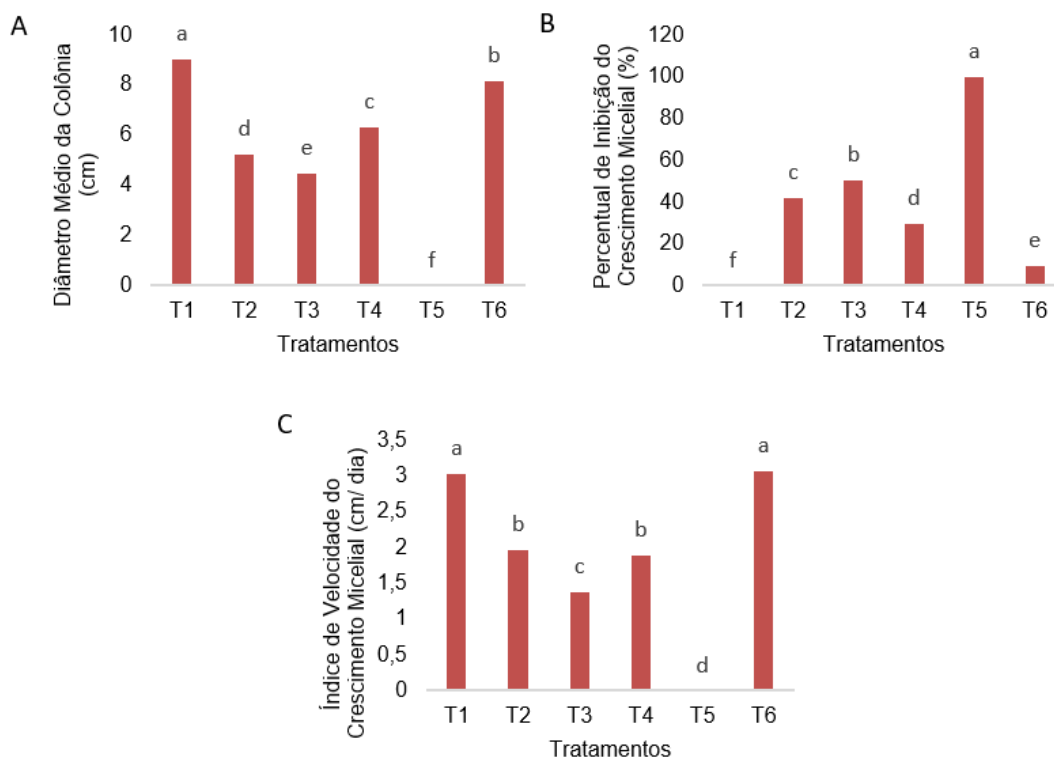 A
Diâmetro Médio da Colônia
(cm)
10
8
6
4
2
0
a
d
e
c
f
b
T1 T2 T3 T4 T5 T6
Tratamentos
B
Percentual de Inibição do
Crescimento Micelial (%)
120
100
80
60
40
20
0
f
c
b
d
a
e
T1 T2 T3 T4 T5 T6
Tratamentos
C
Índice de Velocidade do
Crescimento Micelial (cm/ dia)
3,5
3
2,5
2
1,5
1
0,5
0
a
b
c
b
d
a
T1 T2 T3 T4 T5 T6
Tratamentos